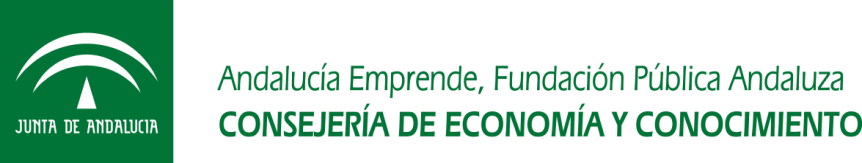 JUNTA DE ANDALUCIA
Andalucía Emprende, Fundación Pública Andaluza
CONSEJERÍA DE ECONOMÍA Y CONOCIMIENTO